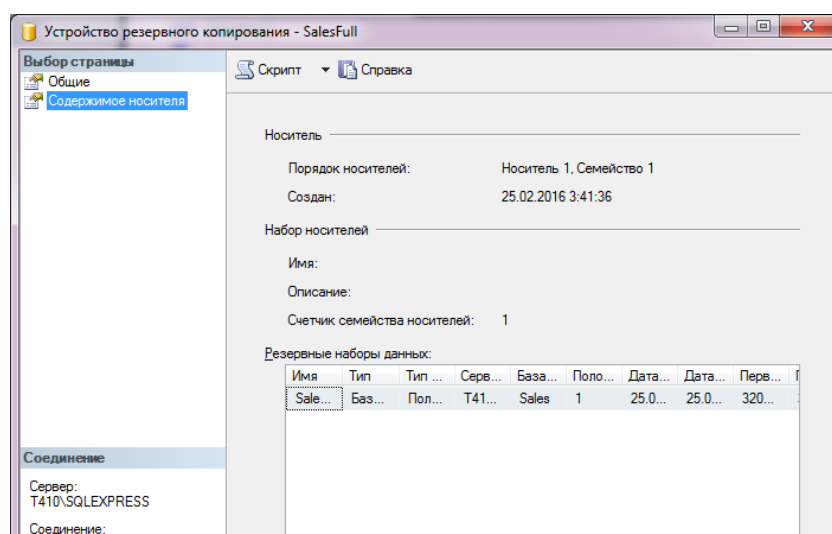 Устройство резервного копирования - SalesFull
Выбор страницы
Общие
Содержимое носителя
Скрипт Справка
Носитель
Порядок носителей: Носитель 1, Семейство 1
Создан: 25.02.2016 3:41:36
Набор носителей
Имя:
Описание:
Счетчик семейства носителей: 1
Резервные наборы данных:
Имя Тип Тип ... Серв... База... Поло... Дата... Дата... Перв...
Sale... Баз... Пол... T41... Sales 1 25.0... 25.0... 320...
Соединение
Сервер:
T410\SQLEXPRESS
Соединение: